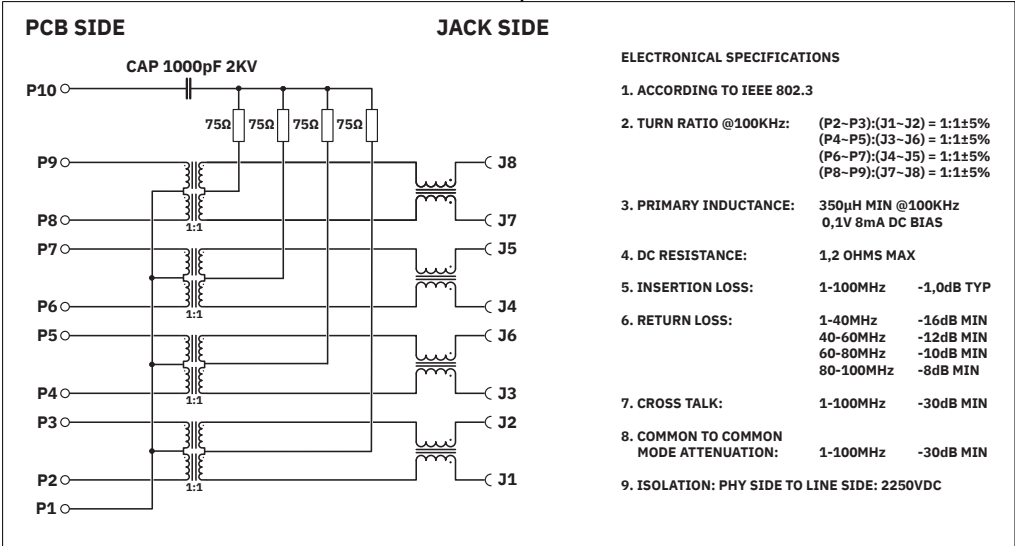 PCB SIDE
JACK SIDE
CAP 1000pF 2KV
P10
75Ω 75Ω 75Ω 75Ω
P9
J8
P8
J7
1:1
P7
J5
P6
J4
1:1
P5
J6
P4
J3
1:1
P3
J2
P2
J1
1:1
P1
ELECTRONICAL SPECIFICATIONS
1. ACCORDING TO IEEE 802.3
2. TURN RATIO @100KHz: (P2~P3):(J1~J2) = 1:1±5%
(P4~P5):(J3~J6) = 1:1±5%
(P6~P7):(J4~J5) = 1:1±5%
(P8~P9):(J7~J8) = 1:1±5%
3. PRIMARY INDUCTANCE: 350µH MIN @100KHz
0,1V 8mA DC BIAS
4. DC RESISTANCE: 1,2 OHMS MAX
5. INSERTION LOSS: 1-100MHz -1,0dB TYP
6. RETURN LOSS: 1-40MHz -16dB MIN
40-60MHz -12dB MIN
60-80MHz -10dB MIN
80-100MHz -8dB MIN
7. CROSS TALK: 1-100MHz -30dB MIN
8. COMMON TO COMMON
MODE ATTENUATION: 1-100MHz -30dB MIN
9. ISOLATION: PHY SIDE TO LINE SIDE: 2250VDC